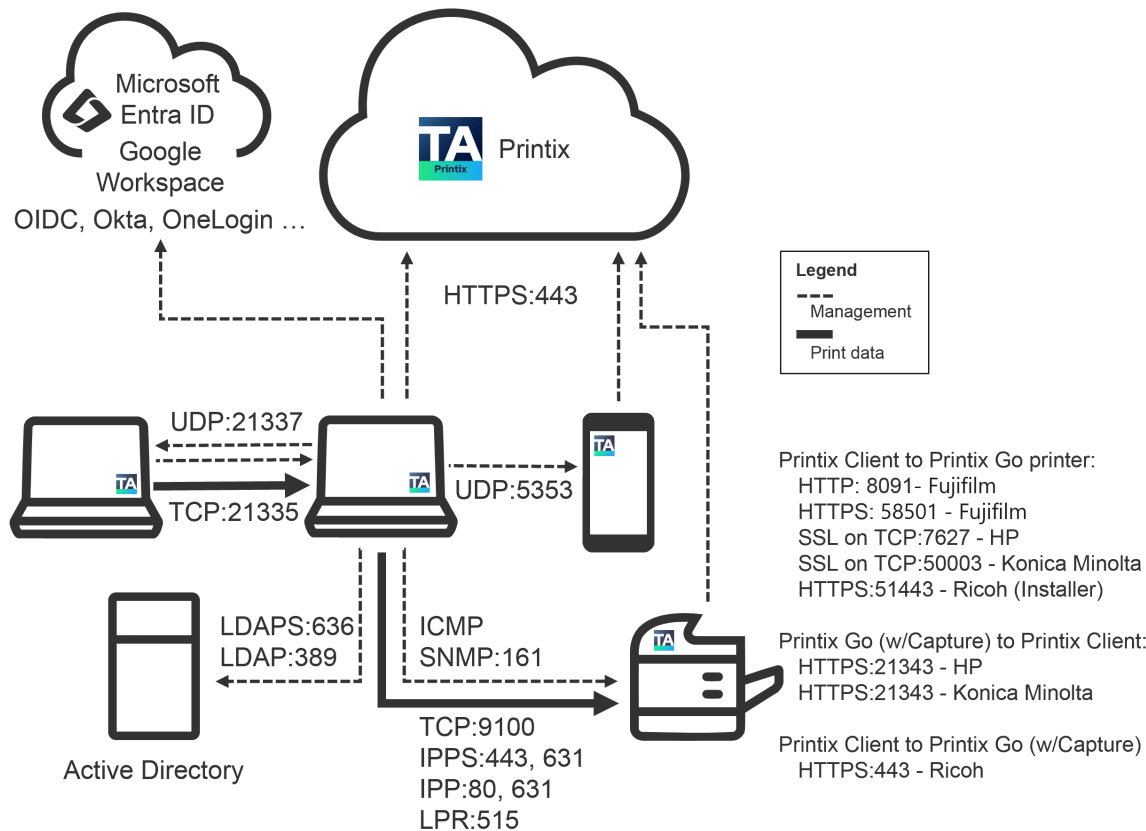 Microsoft
Entra ID
Google
Workspace
OIDC, Okta, OneLogin …
TA
Printix
Printix
HTTPS:443
Legend
Management
Print data
UDP:21337
TCP:21335
TA
TA
UDP:5353
TA
LDAPS:636
LDAP:389
ICMP
SNMP:161
TA
Active Directory
TCP:9100
IPPS:443, 631
IPP:80, 631
LPR:515
Printix Client to Printix Go printer:
HTTP: 8091- Fujifilm
HTTPS: 58501 - Fujifilm
SSL on TCP:7627 - HP
SSL on TCP:50003 - Konica Minolta
HTTPS:51443 - Ricoh (Installer)
Printix Go (w/Capture) to Printix Client:
HTTPS:21343 - HP
HTTPS:21343 - Konica Minolta
Printix Client to Printix Go (w/Capture)
HTTPS:443 - Ricoh